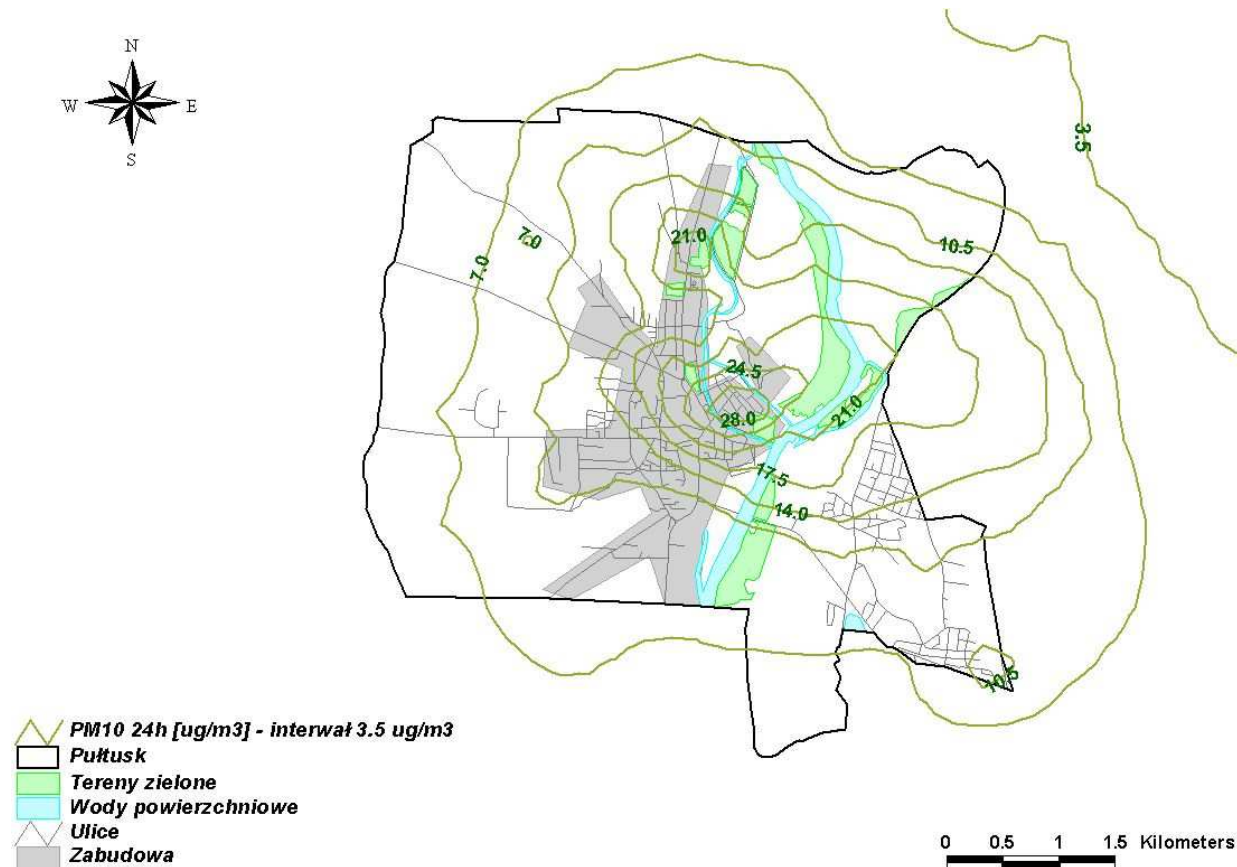 N
W E
S
3.5
21.0
7.0
10.5
7.0
24.5
28.0
21.0
17.5
14.0
10.5
PM10 24h [ug/m3] - interwał 3.5 ug/m3
Pułtusk
Tereny zielone
Wody powierzchniowe
Ulice
Zabudowa
0 0.5 1 1.5 Kilometers